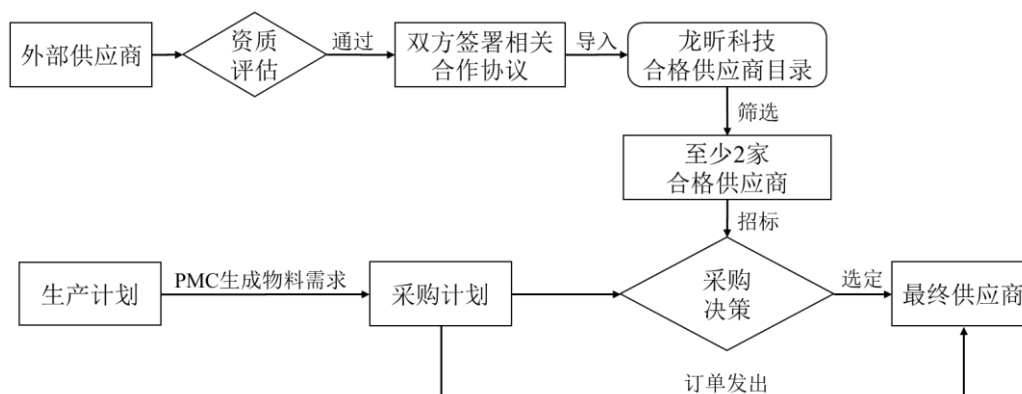 外部供应商
资质
评估
通过
双方签署相关
合作协议
导入
龙昕科技
合格供应商目录
筛选
至少2家
合格供应商
招标
生产计划
PMC生成物料需求
采购计划
采购
决策
选定
最终供应商
订单发出